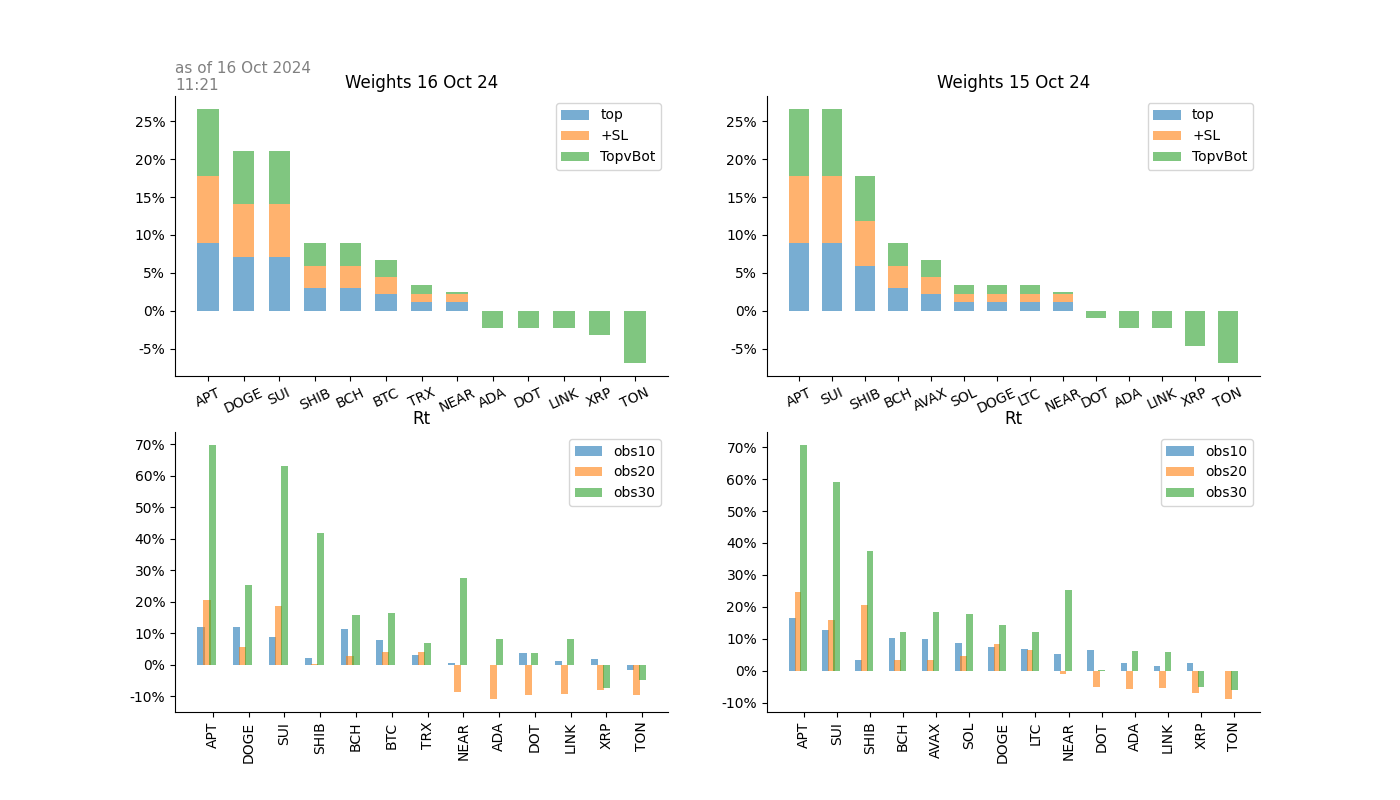 as of 16 Oct 2024
11:21
Weights 16 Oct 24
25%
20%
15%
10%
5%
0%
-5%
top
+SL
TopvBot
APT DOGE SUI SHIB BCH BTC TRX NEAR ADA DOT LINK XRP TON
Weights 15 Oct 24
25%
20%
15%
10%
5%
0%
-5%
top
+SL
TopvBot
APT SUI SHIB BCH AVAX SOL DOGE LTC NEAR DOT ADA LINK XRP TON
Rt
70%
60%
50%
40%
30%
20%
10%
0%
-10%
obs10
obs20
obs30
APT DOGE SUI SHIB BCH BTC TRX NEAR ADA DOT LINK XRP TON
Rt
70%
60%
50%
40%
30%
20%
10%
0%
-10%
obs10
obs20
obs30
APT SUI SHIB BCH AVAX SOL DOGE LTC NEAR DOT ADA LINK XRP TON